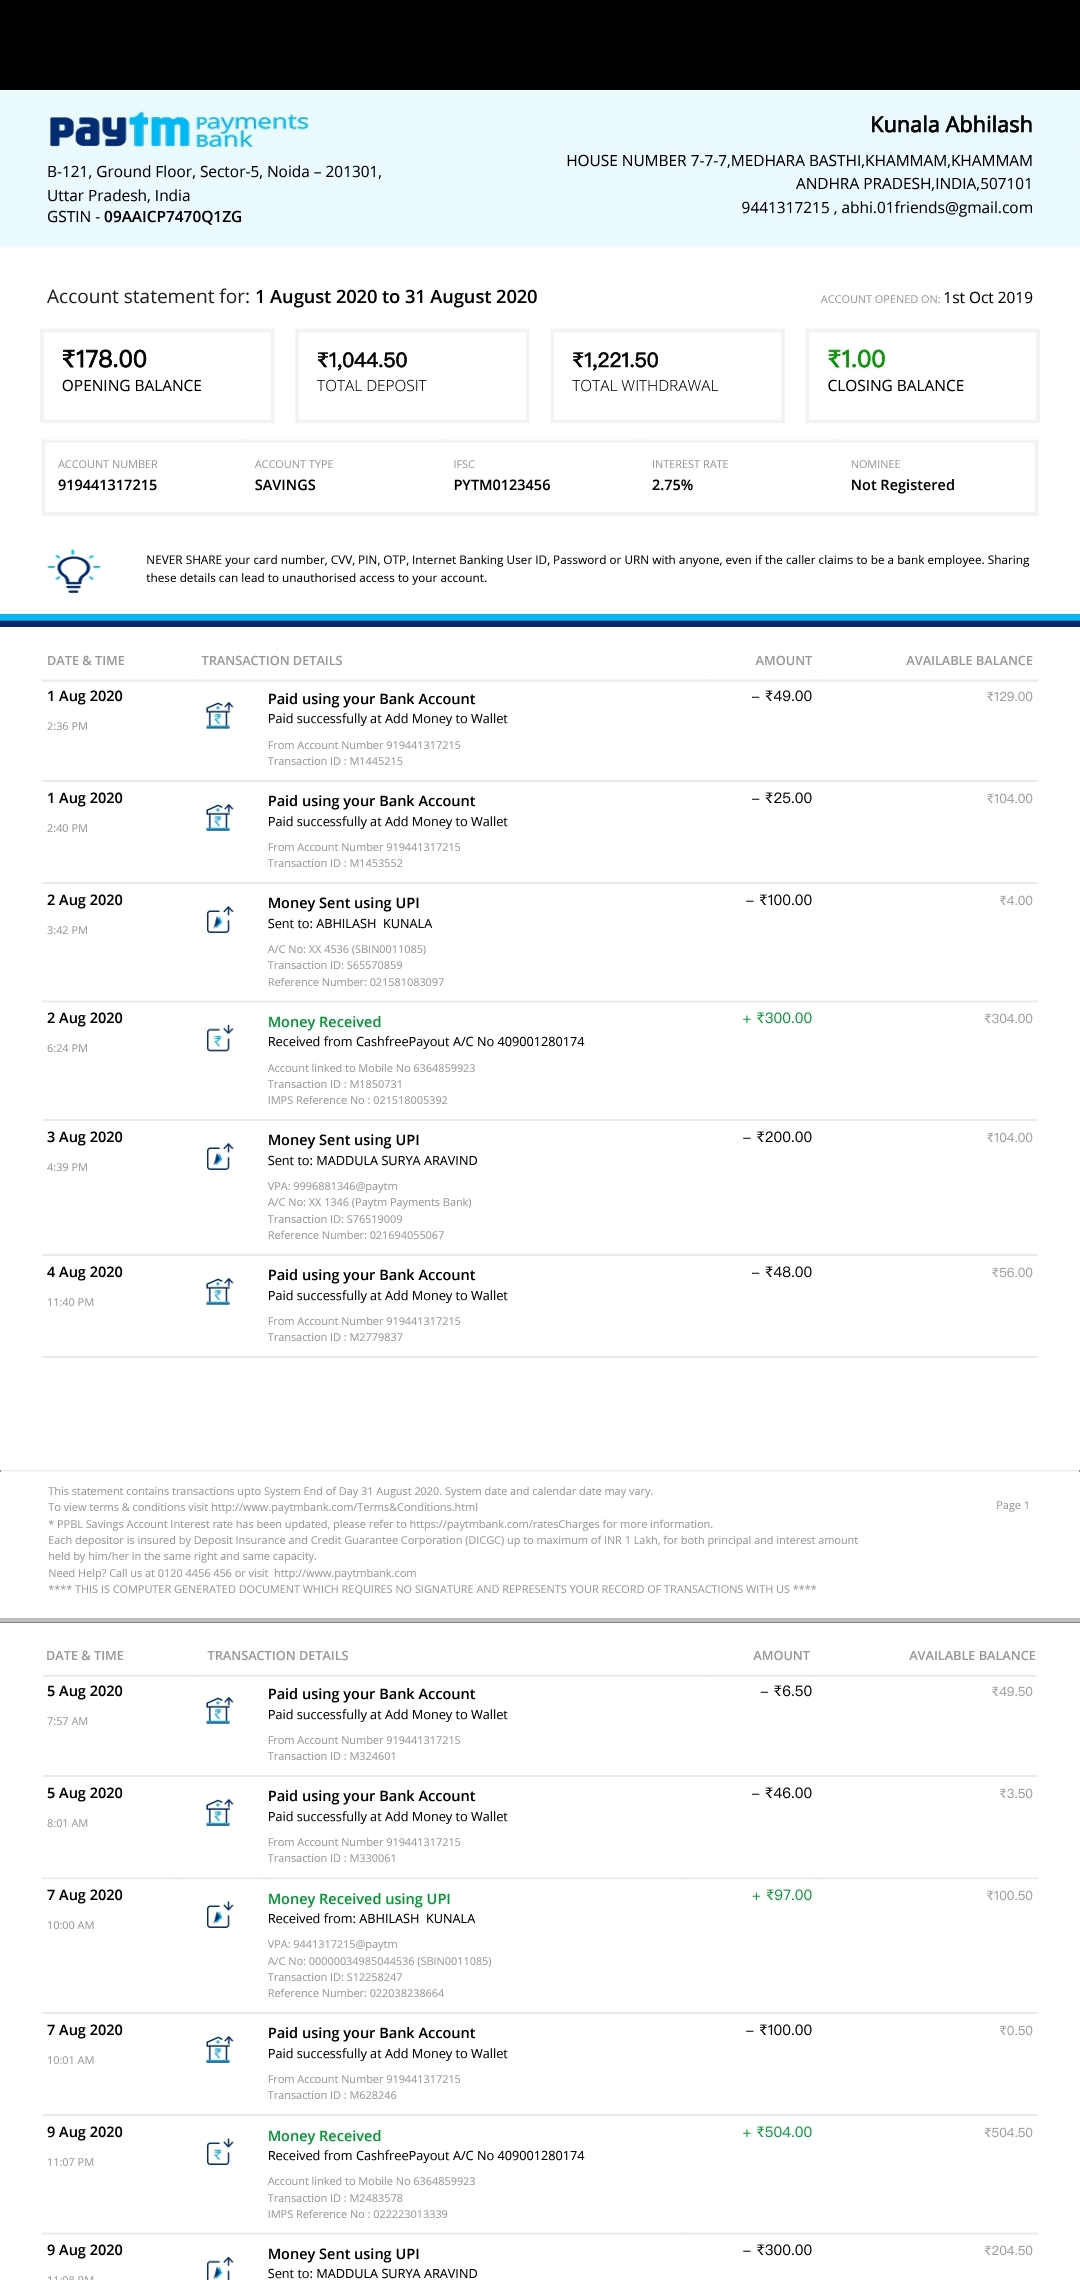 paytm Payments Bank
Kunala Abhilash
B-121, Ground Floor, Sector-5, Noida – 201301,
Uttar Pradesh, India
GSTIN - 09AAICP7470Q1ZG
HOUSE NUMBER 7-7-7,MEDHARA BASTHI,KHAMMAM,KHAMMAM
ANDHRA PRADESH,INDIA,507101
9441317215 , abhi.01friends@gmail.com
Account statement for: 1 August 2020 to 31 August 2020
ACCOUNT OPENED ON: 1st Oct 2019
₹178.00
OPENING BALANCE
₹1,044.50
TOTAL DEPOSIT
₹1,221.50
TOTAL WITHDRAWAL
₹1.00
CLOSING BALANCE
ACCOUNT NUMBER
919441317215
ACCOUNT TYPE
SAVINGS
IFSC
PYTM0123456
INTEREST RATE
2.75%
NOMINEE
Not Registered
NEVER SHARE your card number, CVV, PIN, OTP, Internet Banking User ID, Password or URN with anyone, even if the caller claims to be a bank employee. Sharing
these details can lead to unauthorised access to your account.
DATE & TIME TRANSACTION DETAILS AMOUNT AVAILABLE BALANCE
1 Aug 2020 Paid using your Bank Account – ₹49.00 ₹129.00
2:36 PM Paid successfully at Add Money to Wallet
From Account Number 919441317215
Transaction ID : M1445215
1 Aug 2020 Paid using your Bank Account – ₹25.00 ₹104.00
2:40 PM Paid successfully at Add Money to Wallet
From Account Number 919441317215
Transaction ID : M1453552
2 Aug 2020 Money Sent using UPI – ₹100.00 ₹4.00
3:42 PM Sent to: ABHILASH KUNALA
A/C No: XX 4536 (SBIN0011085)
Transaction ID: S65570859
Reference Number: 021581083097
2 Aug 2020 Money Received + ₹300.00 ₹304.00
6:24 PM Received from CashfreePayout A/C No 409001280174
Account linked to Mobile No 6364859923
Transaction ID : M1850731
IMPS Reference No : 021518005392
3 Aug 2020 Money Sent using UPI – ₹200.00 ₹104.00
4:39 PM Sent to: MADDULA SURYA ARAVIND
VPA: 9996881346@paytm
A/C No: XX 1346 (Paytm Payments Bank)
Transaction ID: S76519009
Reference Number: 021694055067
4 Aug 2020 Paid using your Bank Account – ₹48.00 ₹56.00
11:40 PM Paid successfully at Add Money to Wallet
From Account Number 919441317215
Transaction ID : M2779837
This statement contains transactions upto System End of Day 31 August 2020. System date and calendar date may vary.
To view terms & conditions visit http://www.paytmbank.com/Terms&Conditions.html
Page 1
* PPBL Savings Account Interest rate has been updated, please refer to https://paytmbank.com/ratesCharges for more information.
Each depositor is insured by Deposit Insurance and Credit Guarantee Corporation (DICGC) up to maximum of INR 1 Lakh, for both principal and interest amount
held by him/her in the same right and same capacity.
Need Help? Call us at 0120 4456 456 or visit http://www.paytmbank.com
**** THIS IS COMPUTER GENERATED DOCUMENT WHICH REQUIRES NO SIGNATURE AND REPRESENTS YOUR RECORD OF TRANSACTIONS WITH US ****
DATE & TIME TRANSACTION DETAILS AMOUNT AVAILABLE BALANCE
5 Aug 2020 Paid using your Bank Account – ₹6.50 ₹49.50
7:57 AM Paid successfully at Add Money to Wallet
From Account Number 919441317215
Transaction ID : M324601
5 Aug 2020 Paid using your Bank Account – ₹46.00 ₹3.50
8:01 AM Paid successfully at Add Money to Wallet
From Account Number 919441317215
Transaction ID : M330061
7 Aug 2020 Money Received using UPI + ₹97.00 ₹100.50
10:00 AM Received from: ABHILASH KUNALA
VPA: 9441317215@paytm
A/C No: 00000034985044536 (SBIN0011085)
Transaction ID: S12258247
Reference Number: 022038238664
7 Aug 2020 Paid using your Bank Account – ₹100.00 ₹0.50
10:01 AM Paid successfully at Add Money to Wallet
From Account Number 919441317215
Transaction ID : M628246
9 Aug 2020 Money Received + ₹504.00 ₹504.50
11:07 PM Received from CashfreePayout A/C No 409001280174
Account linked to Mobile No 6364859923
Transaction ID : M2483578
IMPS Reference No : 022223013339
9 Aug 2020 Money Sent using UPI – ₹300.00 ₹204.50
Sent to: MADDULA SURYA ARAVIND